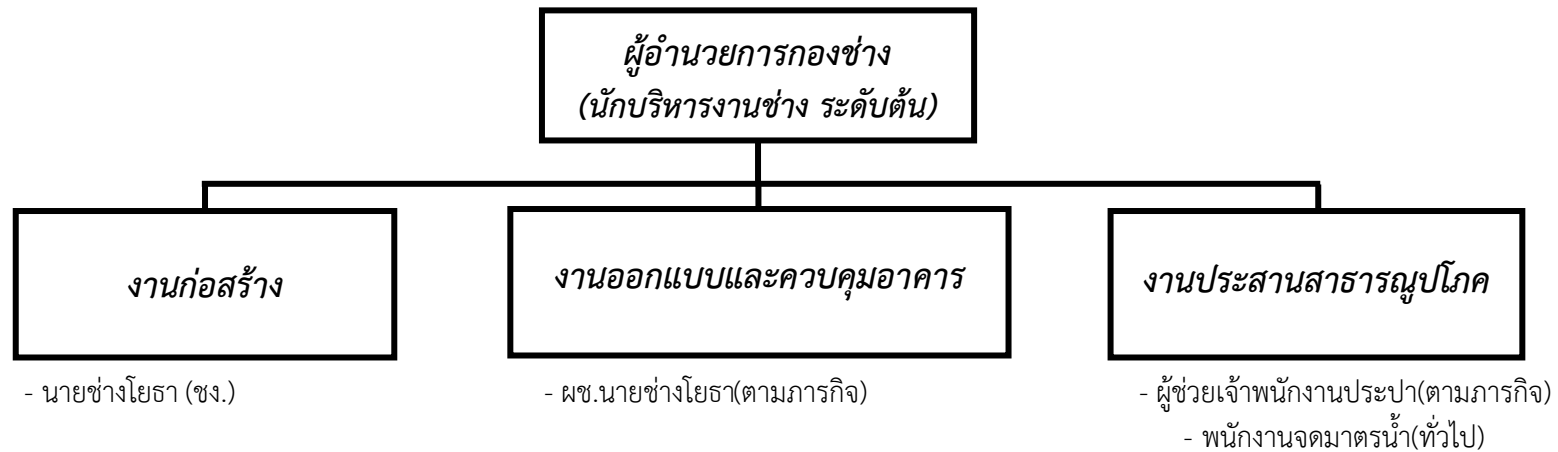 ผู้อำนวยการกองช่าง
(นักบริหารงานช่าง ระดับต้น)
งานก่อสร้าง
งานออกแบบและควบคุมอาคาร
งานประสานสาธารณูปโภค
- นายช่างโยธา (ชง.)
- ผช.นายช่างโยธา(ตามภารกิจ)
- ผู้ช่วยเจ้าพนักงานประปา(ตามภารกิจ)
- พนักงานจดมาตรน้ำ(ทั่วไป)